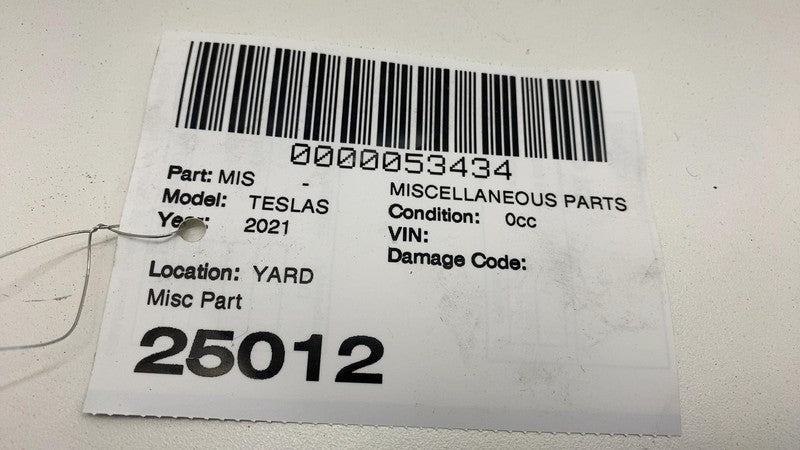 0000053434
Part: MIS - MISCELLANEOUS PARTS
Model: TESLAS Condition: 0cc
Year: 2021 VIN:
Damage Code:
Location: YARD
Misc Part
25012